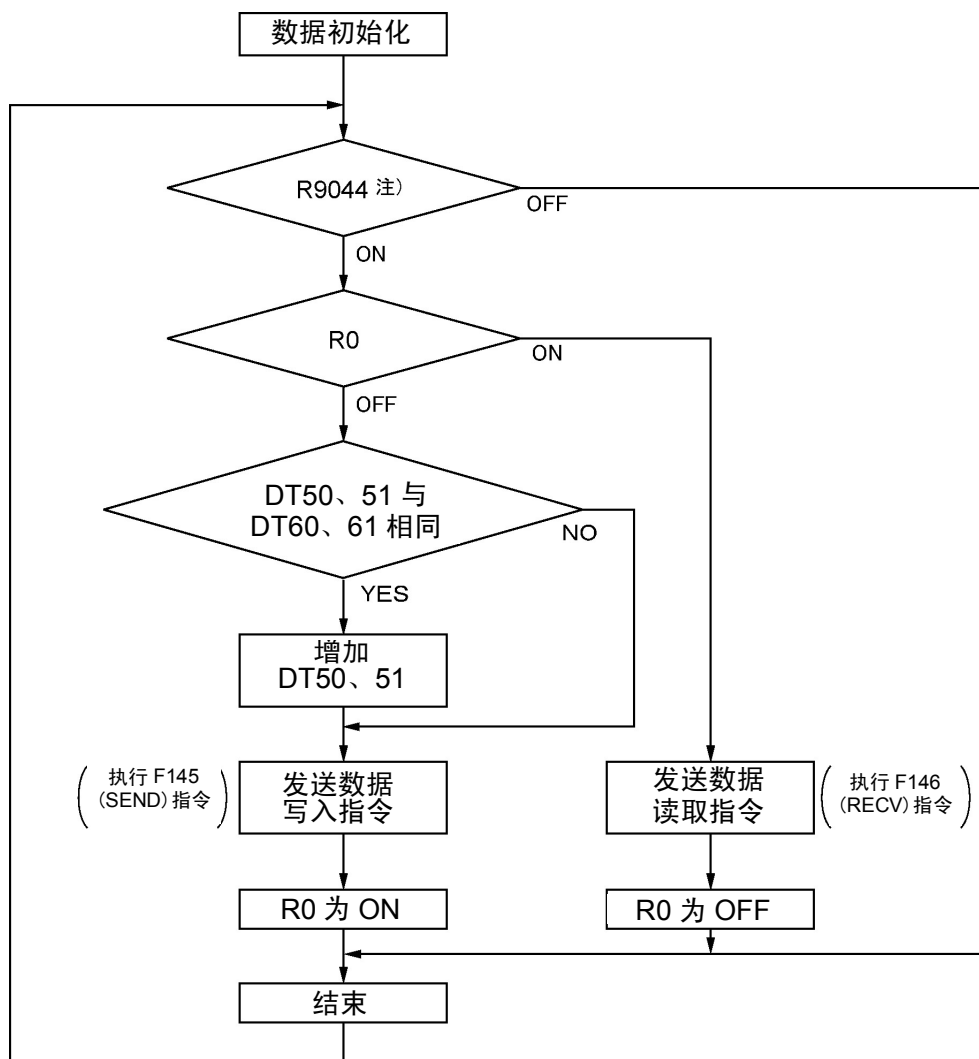 数据初始化
R9044 注）
OFF
ON
R0
ON
OFF
DT50、51 与
DT60、61 相同
NO
YES
增加
DT50、51
执行 F145
（SEND）指令
发送数据
写入指令
发送数据
读取指令
执行 F146
（RECV）指令
R0 为 ON
R0 为 OFF
结束